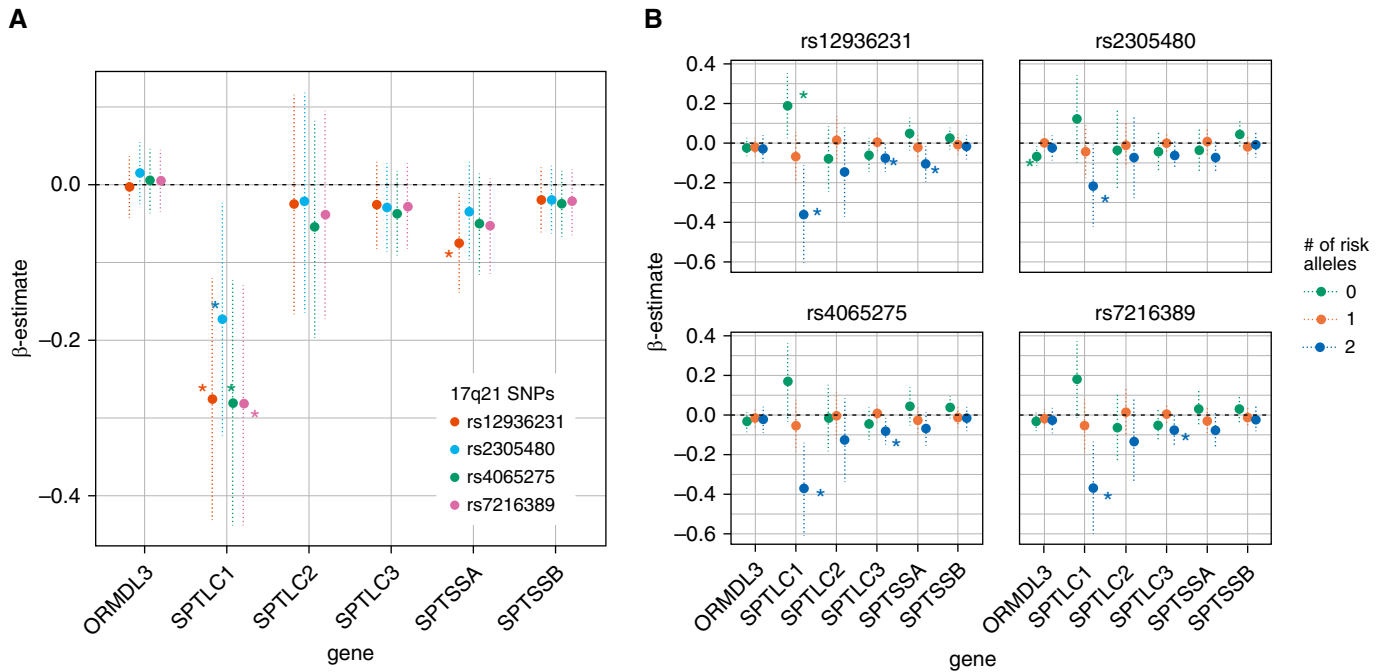 A
β-estimate
0.0
–0.2
–0.4
*
*
*
*
*
17q21 SNPs
rs12936231
rs2305480
rs4065275
rs7216389
ORMDL3
SPTLC1
SPTLC2
SPTLC3
SPTSSA
SPTSSB
gene
B
β-estimate
rs12936231
0.4
0.2
0.0
–0.2
–0.4
–0.6
*
*
*
*
rs2305480
*
*
β-estimate
rs4065275
0.4
0.2
0.0
–0.2
–0.4
–0.6
*
*
rs7216389
*
*
ORMDL3
SPTLC1
SPTLC2
SPTLC3
SPTSSA
SPTSSB
ORMDL3
SPTLC1
SPTLC2
SPTLC3
SPTSSA
SPTSSB
gene
# of risk
alleles
0
1
2